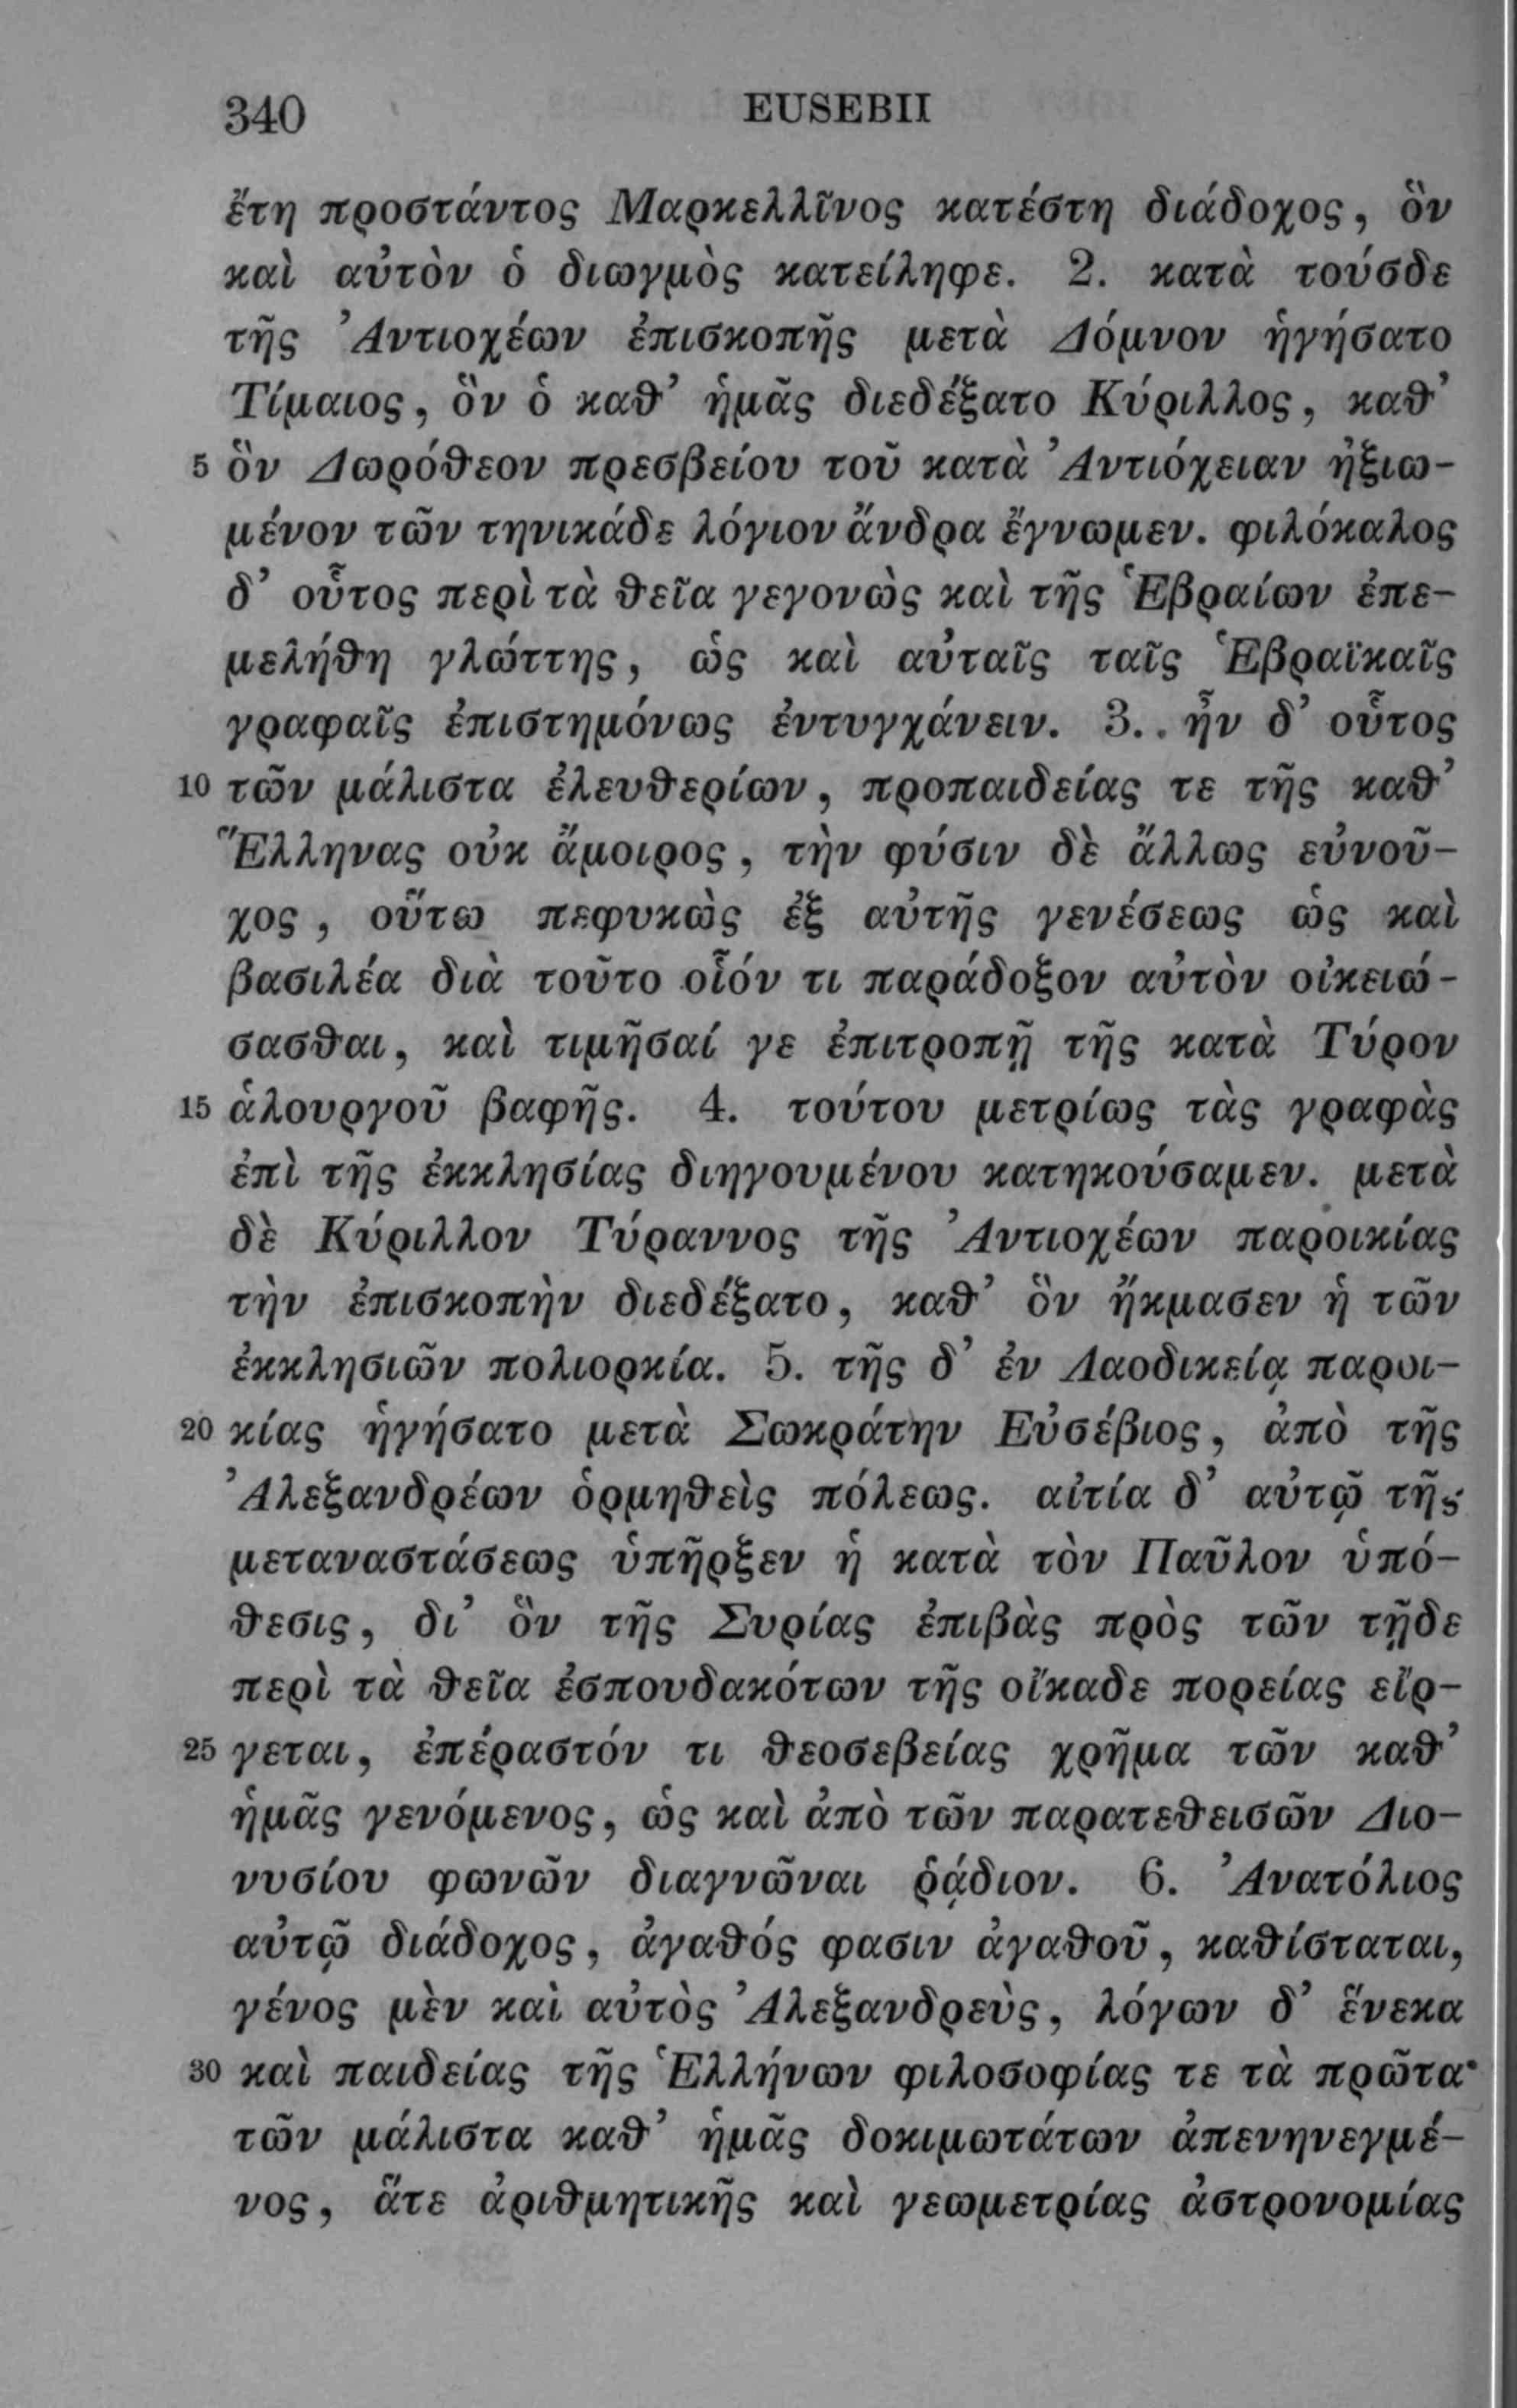 340 EUSEBII
ἔτη προστάντος Μαρκελλῖνος κατέστη διάδοχος, ὃν
καὶ αὐτὸν ὁ διωγμὸς κατείληφε. 2. κατὰ τούσδε
τῆς Ἀντιοχέων ἐπισκοπῆς μετὰ Δόμνον ἡγήσατο
Τίμαιος, ὃν ὁ καθ’ ἡμᾶς διεδέξατο Κύριλλος, καθ’
5 ὃν Δωρόθεον πρεσβείου τοῦ κατὰ Ἀντιόχειαν ἠξιω-
μένον τῶν τηνικάδε λόγιον ἄνδρα ἔγνωμεν. φιλόκαλος
δ’ οὗτος περὶ τὰ θεῖα γεγονὼς καὶ τῆς Ἑβραίων ἐπε-
μελήθη γλώττης, ὡς καὶ αὐταῖς ταῖς Ἑβραϊκαῖς
γραφαῖς ἐπιστημόνως ἐντυγχάνειν. 3. ἦν δ’ οὗτος
10 τῶν μάλιστα ἐλευθερίων, προπαιδείας τε τῆς καθ’
Ἕλληνας οὐκ ἄμοιρος, τὴν φύσιν δὲ ἄλλως εὐνοῦ-
χος, οὕτω πεφυκὼς ἐξ αὐτῆς γενέσεως ὡς καὶ
βασιλέα διὰ τοῦτο οἷόν τι παράδοξον αὐτὸν οἰκειώ-
σασθαι, καὶ τιμῆσαί γε ἐπιτροπῇ τῆς κατὰ Τύρον
15 ἁλουργοῦ βαφῆς. 4. τούτου μετρίως τὰς γραφὰς
ἐπὶ τῆς ἐκκλησίας διηγουμένου κατηκούσαμεν. μετὰ
δὲ Κύριλλον Τύραννος τῆς Ἀντιοχέων παροικίας
τὴν ἐπισκοπὴν διεδέξατο, καθ’ ὃν ἤκμασεν ἡ τῶν
ἐκκλησιῶν πολιορκία. 5. τῆς δ’ ἐν Λαοδικείᾳ παροι-
20 κίας ἡγήσατο μετὰ Σωκράτην Εὐσέβιος, ἀπὸ τῆς
Ἀλεξανδρέων ὁρμηθεὶς πόλεως. αἰτία δ’ αὐτῷ τῆς
μεταναστάσεως ὑπῆρξεν ἡ κατὰ τὸν Παῦλον ὑπό-
θεσις, δι’ ὃν τῆς Συρίας ἐπιβὰς πρὸς τῶν τῇδε
περὶ τὰ θεῖα ἐσπουδακότων τῆς οἴκαδε πορείας εἴρ-
25 γεται, ἐπέραστόν τι θεοσεβείας χρῆμα τῶν καθ’
ἡμᾶς γενόμενος, ὡς καὶ ἀπὸ τῶν παρατεθεισῶν Διο-
νυσίου φωνῶν διαγνῶναι ῥᾴδιον. 6. Ἀνατόλιος
αὐτῷ διάδοχος, ἀγαθός φασιν ἀγαθοῦ, καθίσταται,
γένος μὲν καὶ αὐτὸς Ἀλεξανδρεὺς, λόγων δ’ ἕνεκα
30 καὶ παιδείας τῆς Ἑλλήνων φιλοσοφίας τε τὰ πρῶτα
τῶν μάλιστα καθ’ ἡμᾶς δοκιμωτάτων ἀπενηνεγμέ-
νος, ἅτε ἀριθμητικῆς καὶ γεωμετρίας ἀστρονομίας